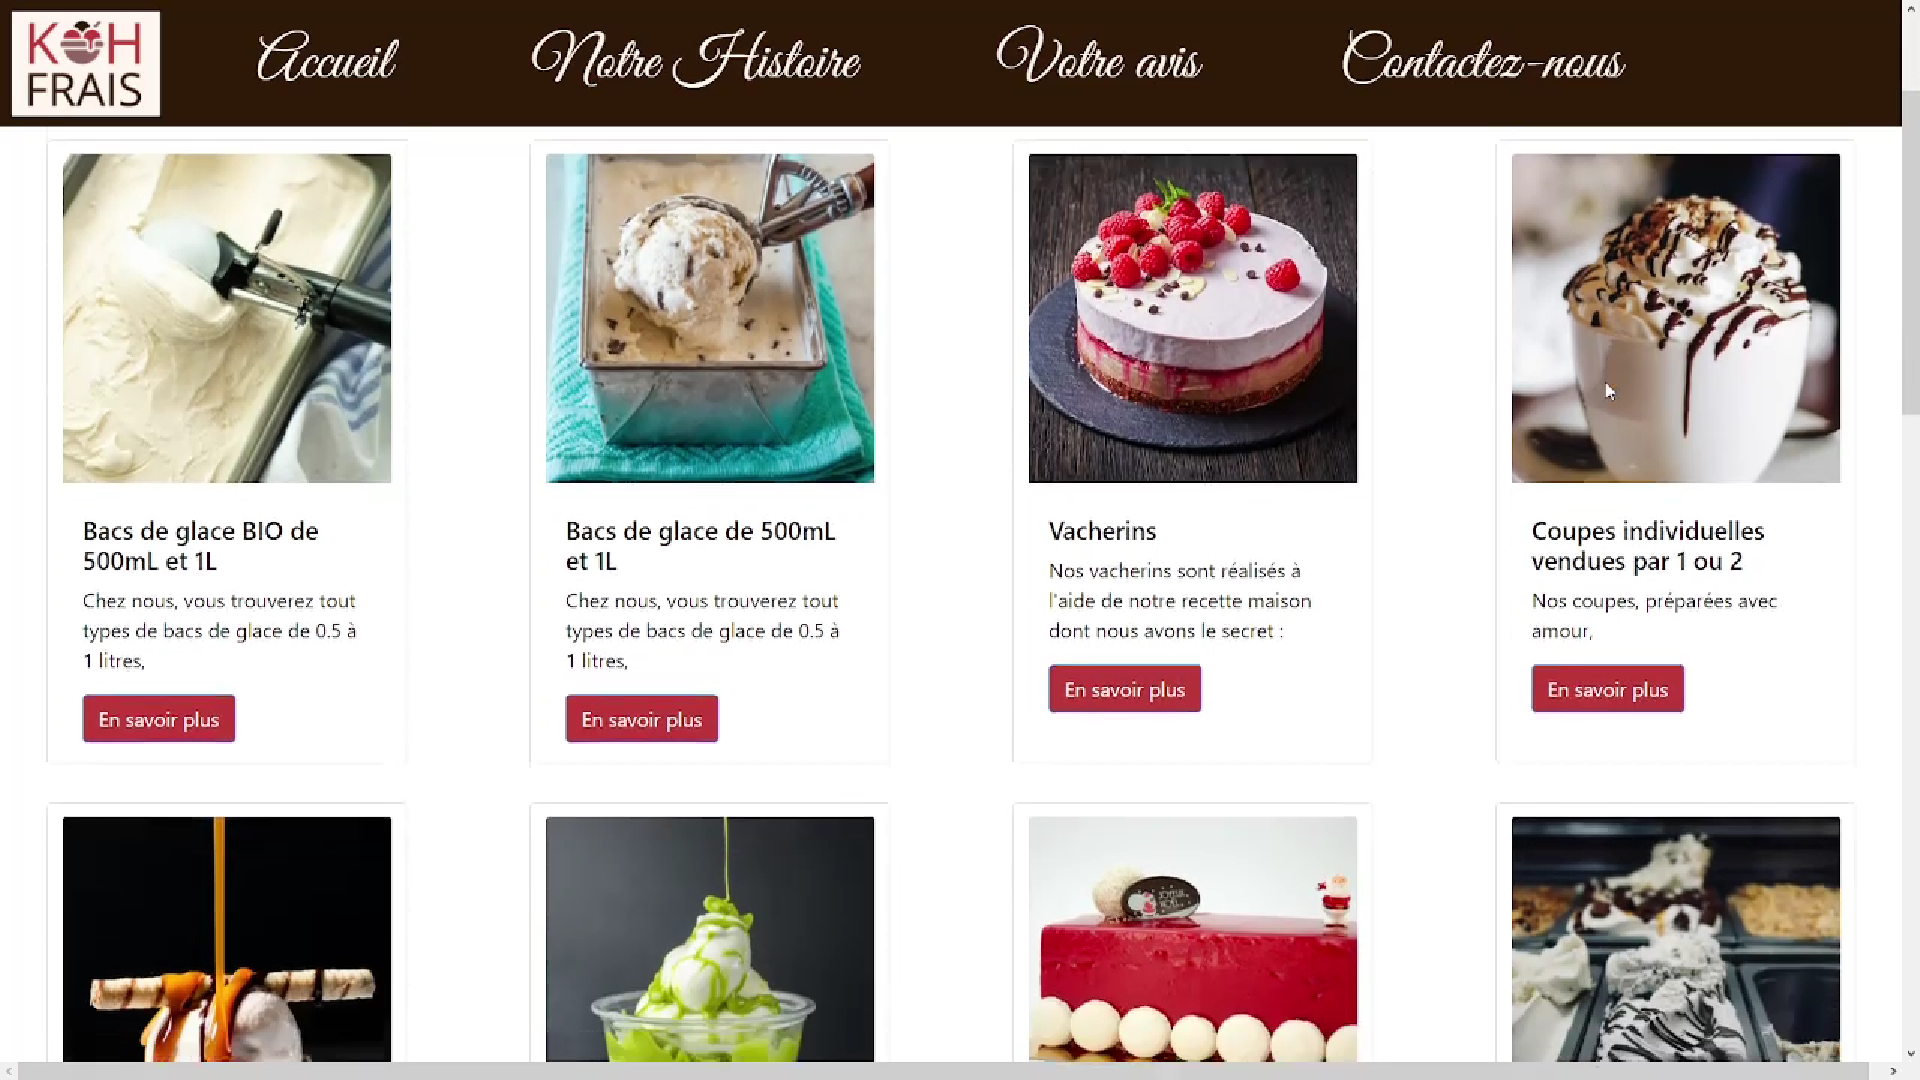 KOH
FRAIS
Accueil
Notre Histoire
Votre avis
Contactez-nous
Bacs de glace BIO de
500mL et 1L
Chez nous, vous trouverez tout
types de bacs de glace de 0.5 à
1 litres,
En savoir plus
Bacs de glace de 500mL
et 1L
Chez nous, vous trouverez tout
types de bacs de glace de 0.5 à
1 litres,
En savoir plus
Vacherins
Nos vacherins sont réalisés à
l'aide de notre recette maison
dont nous avons le secret :
En savoir plus
Coupes individuelles
vendues par 1 ou 2
Nos coupes, préparées avec
amour,
En savoir plus